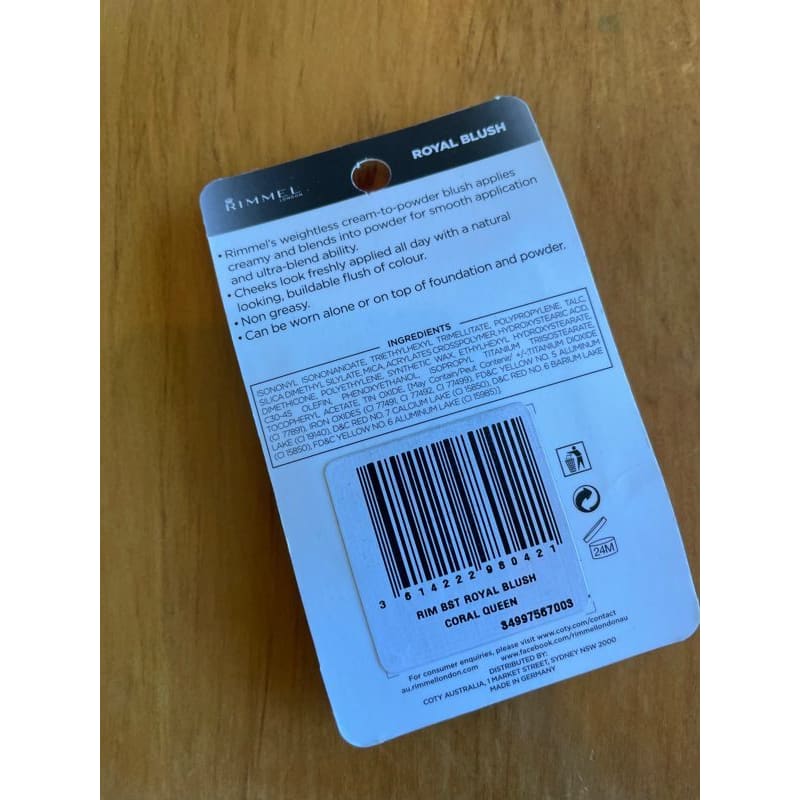 RIMMEL
LONDON
ROYAL BLUSH
• Rimmel's weightless cream-to-powder blush applies
creamy and blends into powder for smooth application
and ultra-blend ability.
• Cheeks look freshly applied all day with a natural
looking, buildable flush of colour.
• Non greasy.
• Can be worn alone or on top of foundation and powder.
INGREDIENTS
ISONONYL ISONONANOATE, TRIETHYLHEXYL TRIMELLITATE, POLYPROPYLENE, TALC,
SILICA DIMETHYL SILYLATE, MICA, ACRYLATES CROSSPOLYMER, HYDROXYSTEARIC ACID,
DIMETHICONE, POLYETHYLENE, SYNTHETIC WAX, ETHYLHEXYL HYDROXYSTEARATE,
C30-45 OLEFIN, PHENOXYETHANOL, ISOPROPYL TITANIUM TRIISOSTEARATE,
TOCOPHERYL ACETATE, TIN OXIDE, [May Contain/Peut Contenir/ +/-:TITANIUM DIOXIDE
(CI 77891), IRON OXIDES (CI 77491, CI 77492, CI 77499), FD&C YELLOW NO. 5 ALUMINUM
LAKE (CI 19140), D&C RED NO. 7 CALCIUM LAKE (CI 15850), D&C RED NO. 6 BARIUM LAKE
(CI 15850), FD&C YELLOW NO. 6 ALUMINUM LAKE (CI 15985)].
24M
3 614222 980421
RIM BST ROYAL BLUSH
CORAL QUEEN
34997567003
For consumer enquiries, please visit www.coty.com/contact
au.rimmellondon.com www.facebook.com/rimmellondonau
DISTRIBUTED BY:
COTY AUSTRALIA, 1 MARKET STREET, SYDNEY NSW 2000
MADE IN GERMANY